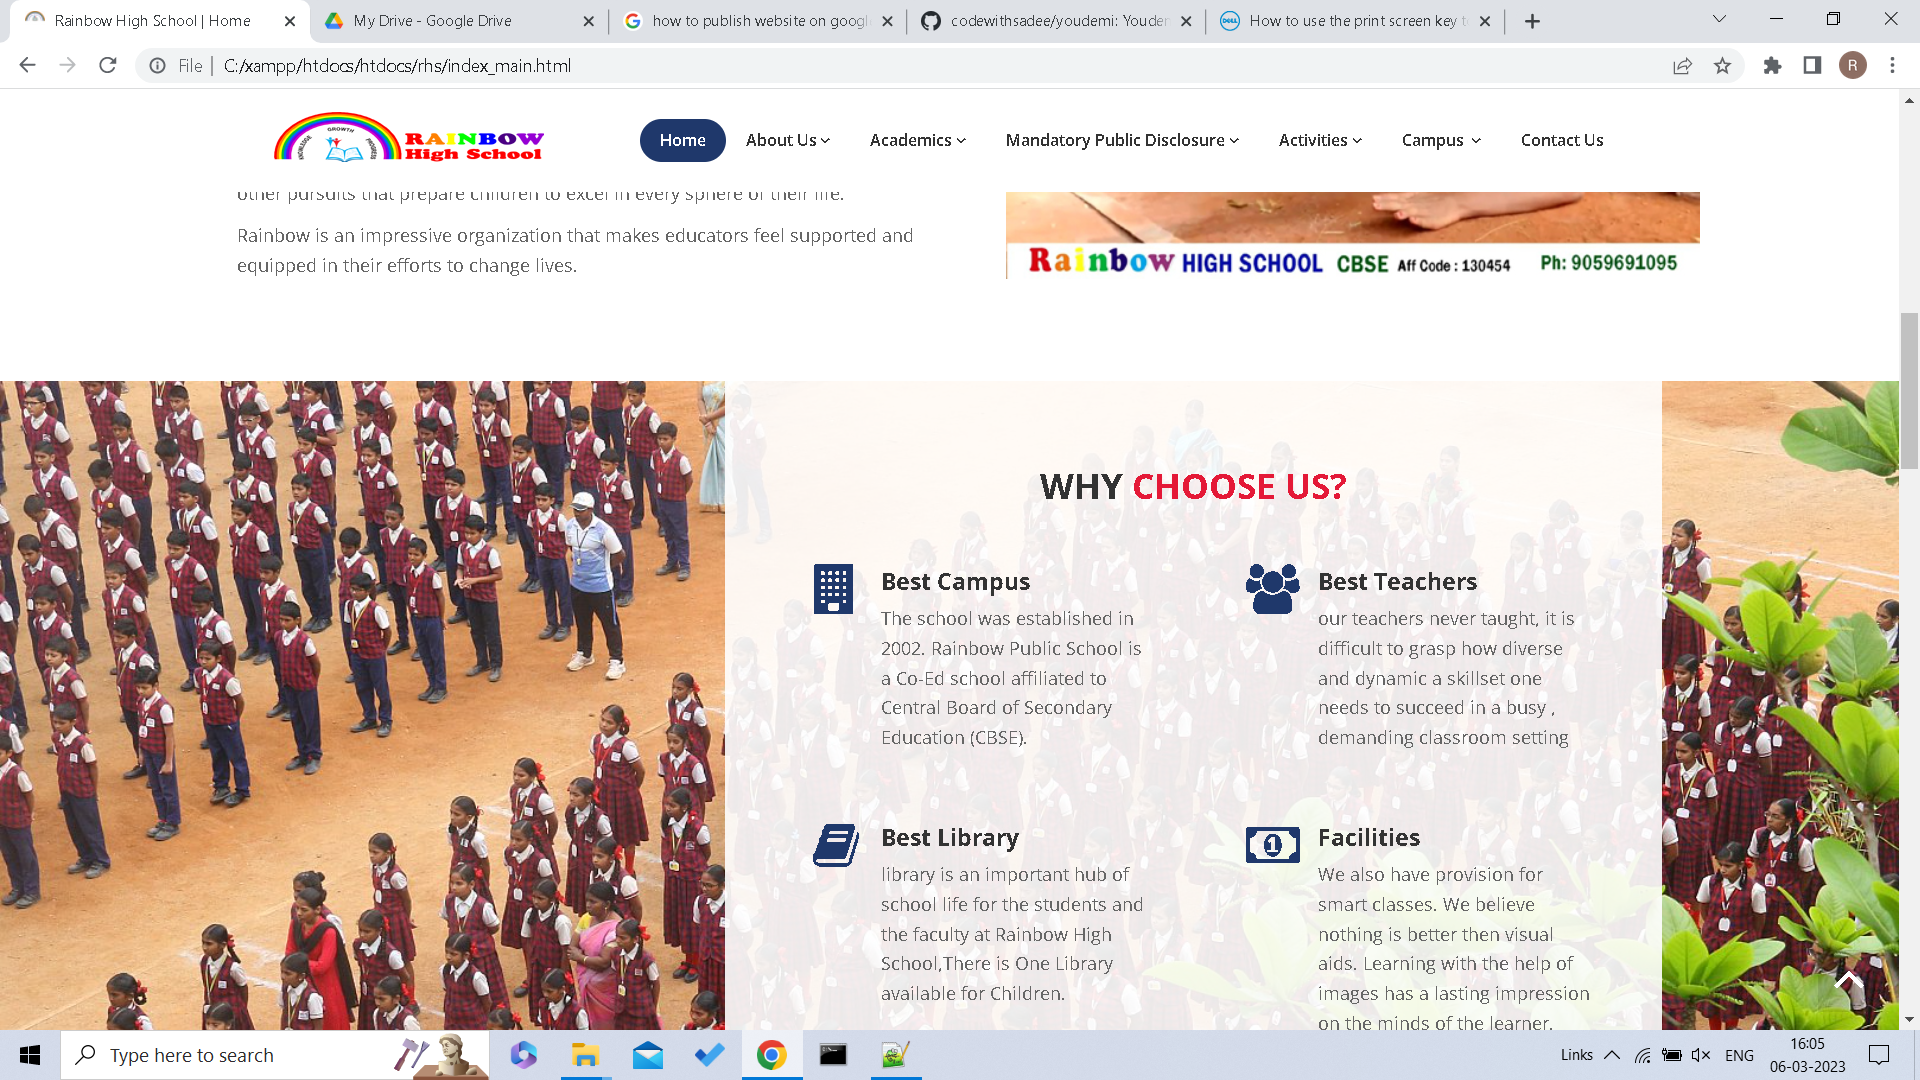 Rainbow High School | Home
My Drive - Google Drive
how to publish website on googl
codewithsadee/youdemi: Youder
How to use the print screen key t
File | C:/xampp/htdocs/htdocs/rhs/index_main.html
R
KNOWLEDGE GROWTH PROGRESS
RAINBOW
High School
Home
About Us
Academics
Mandatory Public Disclosure
Activities
Campus
Contact Us
other pursuits that prepare children to excel in every sphere of their life.
Rainbow is an impressive organization that makes educators feel supported and
equipped in their efforts to change lives.
Rainbow HIGH SCHOOL CBSE Aff Code : 130454 Ph: 9059691095
WHY CHOOSE US?
Best Campus
The school was established in
2002. Rainbow Public School is
a Co-Ed school affiliated to
Central Board of Secondary
Education (CBSE).
Best Teachers
our teachers never taught, it is
difficult to grasp how diverse
and dynamic a skillset one
needs to succeed in a busy ,
demanding classroom setting
Best Library
library is an important hub of
school life for the students and
the faculty at Rainbow High
School,There is One Library
available for Children.
Facilities
We also have provision for
smart classes. We believe
nothing is better then visual
aids. Learning with the help of
images has a lasting impression
on the minds of the learner.
Type here to search
Links
ENG
16:05
06-03-2023